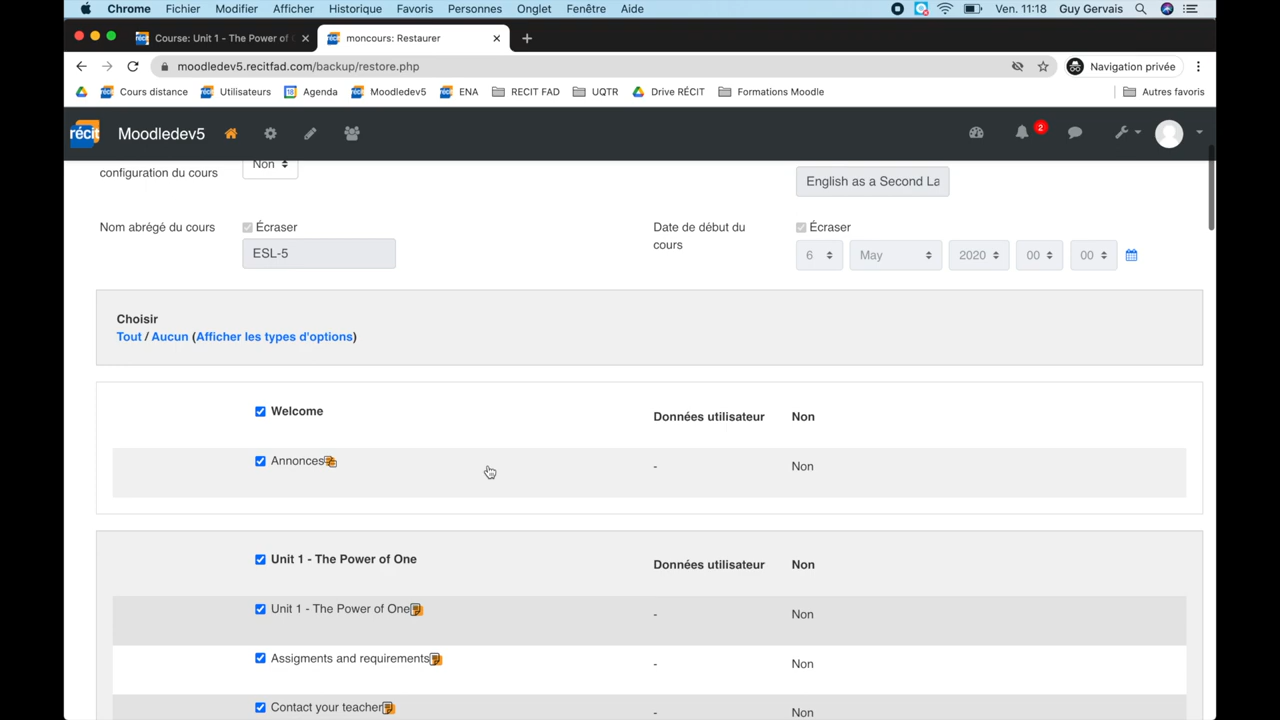 Chrome Fichier Modifier Afficher Historique Favoris Personnes Onglet Fenêtre Aide Ven. 11:18 Guy Gervais
Course: Unit 1 - The Power of
moncours: Restaurer
moodledev5.recitfad.com/backup/restore.php Navigation privée
Cours distance Utilisateurs Agenda Moodledev5 ENA RECIT FAD UQTR Drive RÉCIT Formations Moodle Autres favoris
récit Moodledev5 2
configuration du cours Non
English as a Second La
Nom abrégé du cours Écraser
ESL-5
Date de début du
cours
Écraser
6 May 2020 00 00
Choisir
Tout / Aucun (Afficher les types d'options)
Welcome Données utilisateur Non
Annonces - Non
Unit 1 - The Power of One Données utilisateur Non
Unit 1 - The Power of One - Non
Assigments and requirements - Non
Contact your teacher - Non